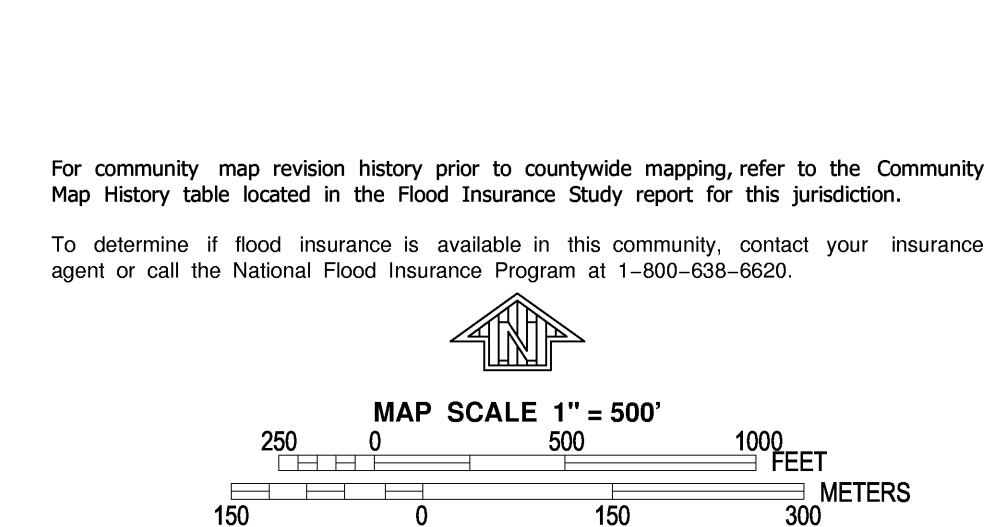 For community map revision history prior to countywide mapping, refer to the Community
Map History table located in the Flood Insurance Study report for this jurisdiction.
To determine if flood insurance is available in this community, contact your insurance
agent or call the National Flood Insurance Program at 1–800–638–6620.
N
MAP SCALE 1" = 500'
250 0 500 1000
FEET
METERS
150 0 150 300